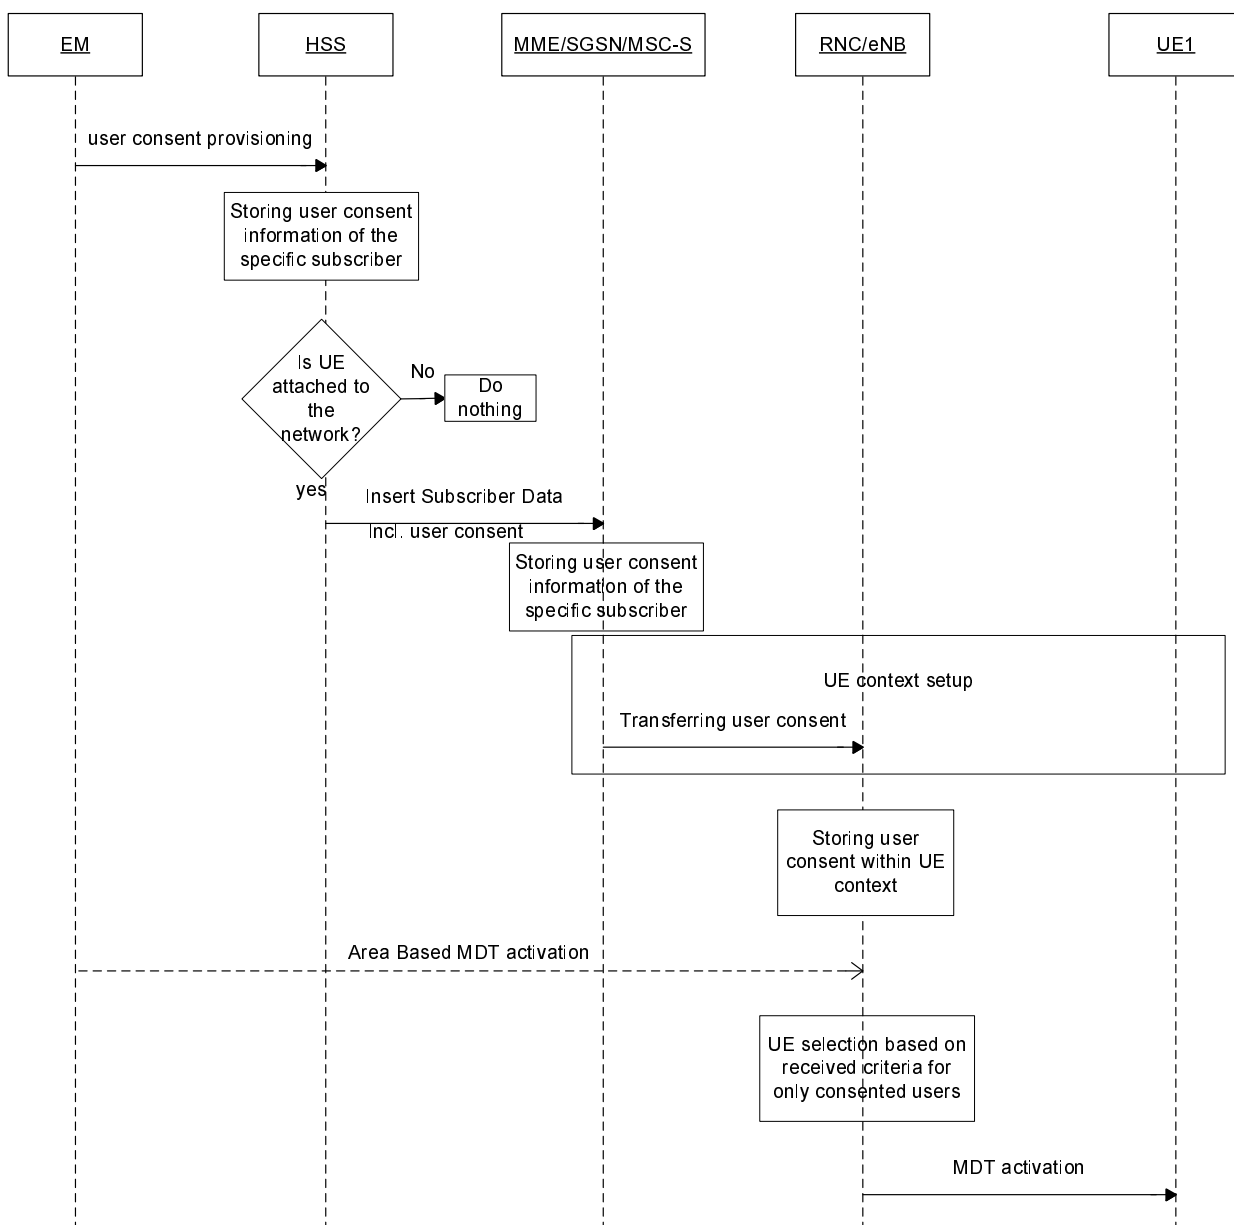 EM
HSS
MME/SGSN/MSC-S
RNC/eNB
UE1
user consent provisioning
Storing user consent
information of the
specific subscriber
Is UE
attached to
the
network?
No
Do
nothing
yes
Insert Subscriber Data
Incl. user consent
Storing user consent
information of the
specific subscriber
UE context setup
Transferring user consent
Storing user
consent within UE
context
Area Based MDT activation
UE selection based on
received criteria for
only consented users
MDT activation